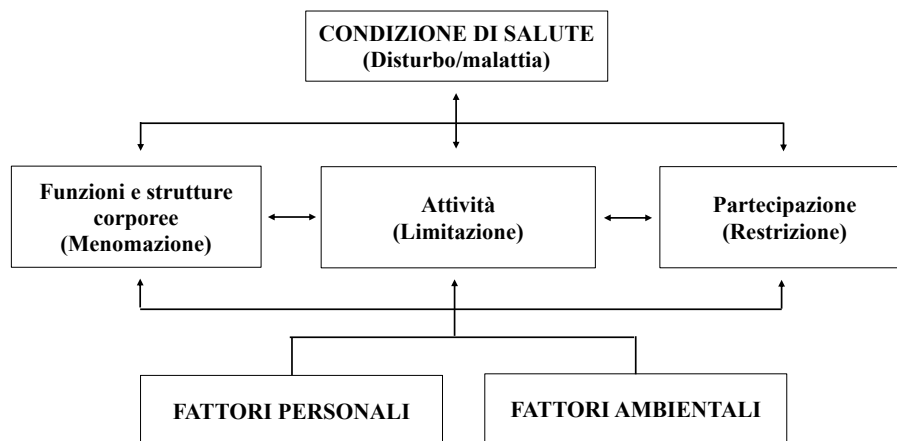 CONDIZIONE DI SALUTE
(Disturbo/malattia)
Funzioni e strutture
corporee
(Menomazione)
Attività
(Limitazione)
Partecipazione
(Restrizione)
FATTORI PERSONALI
FATTORI AMBIENTALI